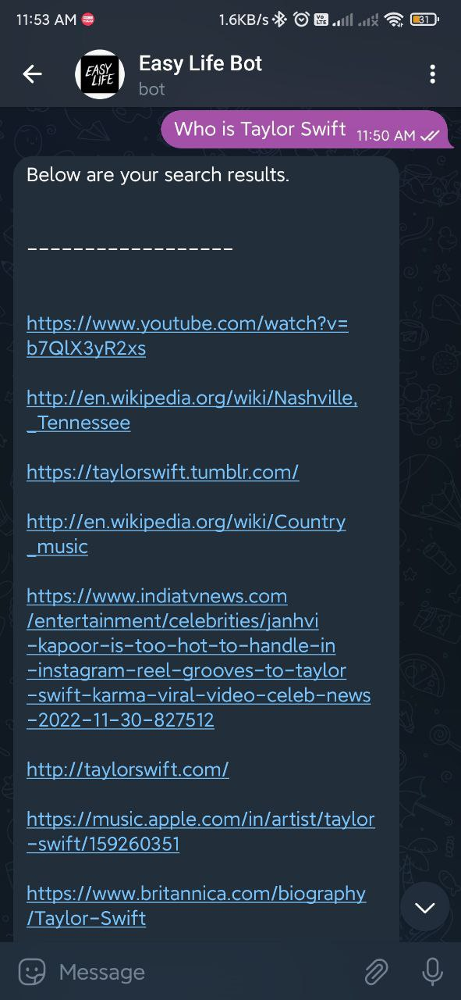 11:53 AM
1.6KB/s
Vo LTE
31
EASY
LIFE
Easy Life Bot
bot
Who is Taylor Swift
11:50 AM
Below are your search results.
------------------
https://www.youtube.com/watch?v=
b7QlX3yR2xs
http://en.wikipedia.org/wiki/Nashville,
_Tennessee
https://taylorswift.tumblr.com/
http://en.wikipedia.org/wiki/Country
_music
https://www.indiatvnews.com
/entertainment/celebrities/janhvi
-kapoor-is-too-hot-to-handle-in
-instagram-reel-grooves-to-taylor
-swift-karma-viral-video-celeb-news
-2022-11-30-827512
http://taylorswift.com/
https://music.apple.com/in/artist/taylor
-swift/159260351
https://www.britannica.com/biography
/Taylor-Swift
Message